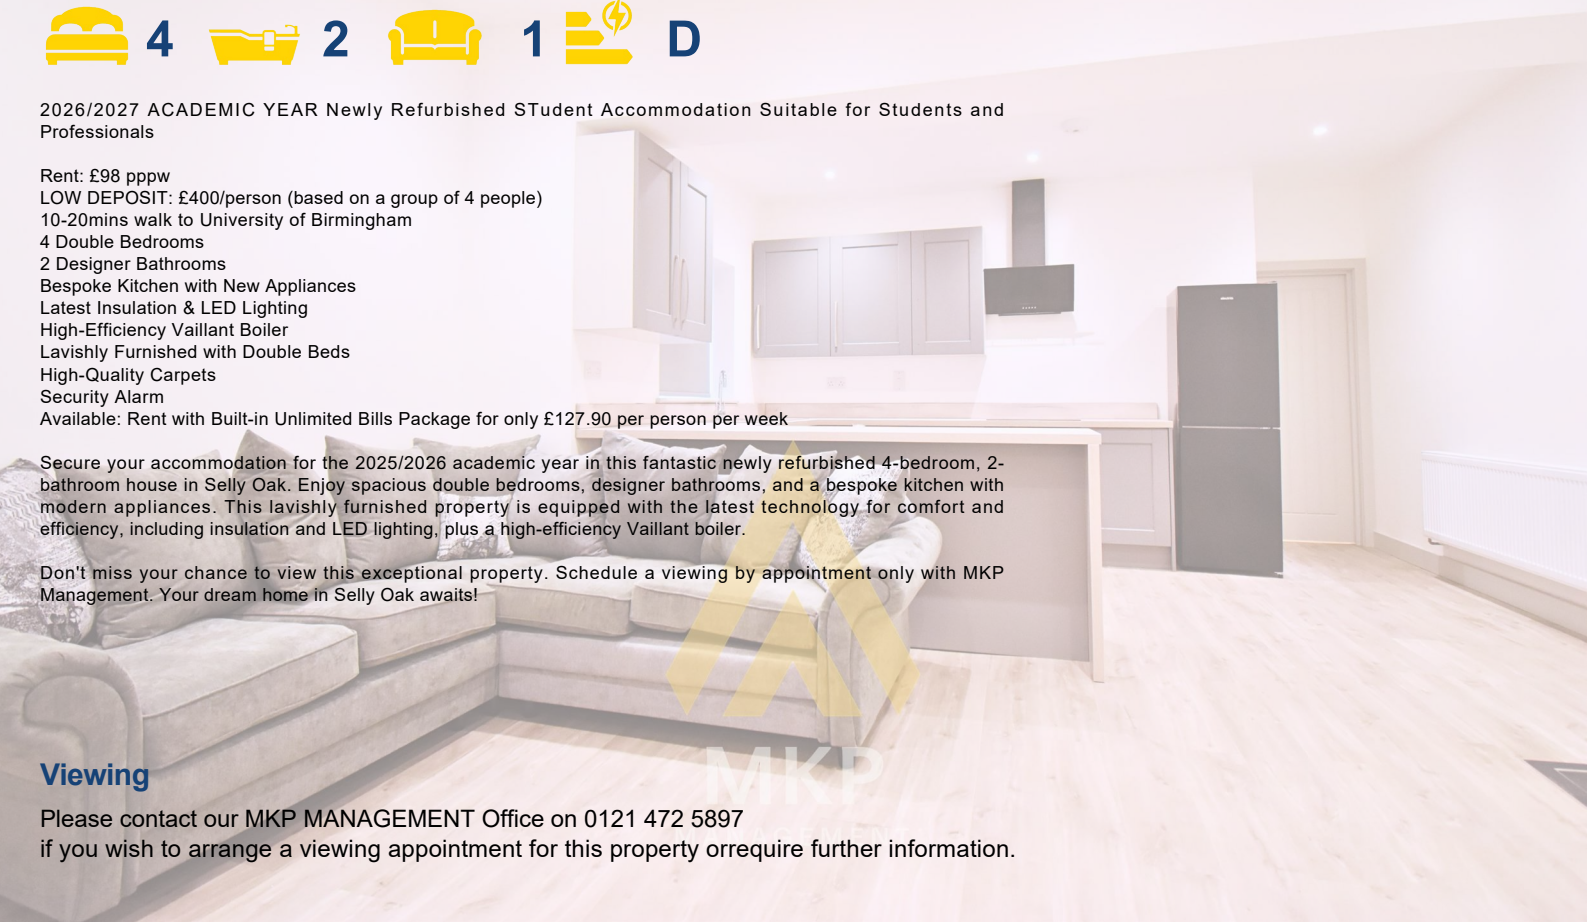 4 2 1 D
2026/2027 ACADEMIC YEAR Newly Refurbished STudent Accommodation Suitable for Students and
Professionals
Rent: £98 pppw
LOW DEPOSIT: £400/person (based on a group of 4 people)
10-20mins walk to University of Birmingham
4 Double Bedrooms
2 Designer Bathrooms
Bespoke Kitchen with New Appliances
Latest Insulation & LED Lighting
High-Efficiency Vaillant Boiler
Lavishly Furnished with Double Beds
High-Quality Carpets
Security Alarm
Available: Rent with Built-in Unlimited Bills Package for only £127.90 per person per week
Secure your accommodation for the 2025/2026 academic year in this fantastic newly refurbished 4-bedroom, 2-
bathroom house in Selly Oak. Enjoy spacious double bedrooms, designer bathrooms, and a bespoke kitchen with
modern appliances. This lavishly furnished property is equipped with the latest technology for comfort and
efficiency, including insulation and LED lighting, plus a high-efficiency Vaillant boiler.
Don't miss your chance to view this exceptional property. Schedule a viewing by appointment only with MKP
Management. Your dream home in Selly Oak awaits!
MKP
MANAGEMENT
Viewing
Please contact our MKP MANAGEMENT Office on 0121 472 5897
if you wish to arrange a viewing appointment for this property orrequire further information.